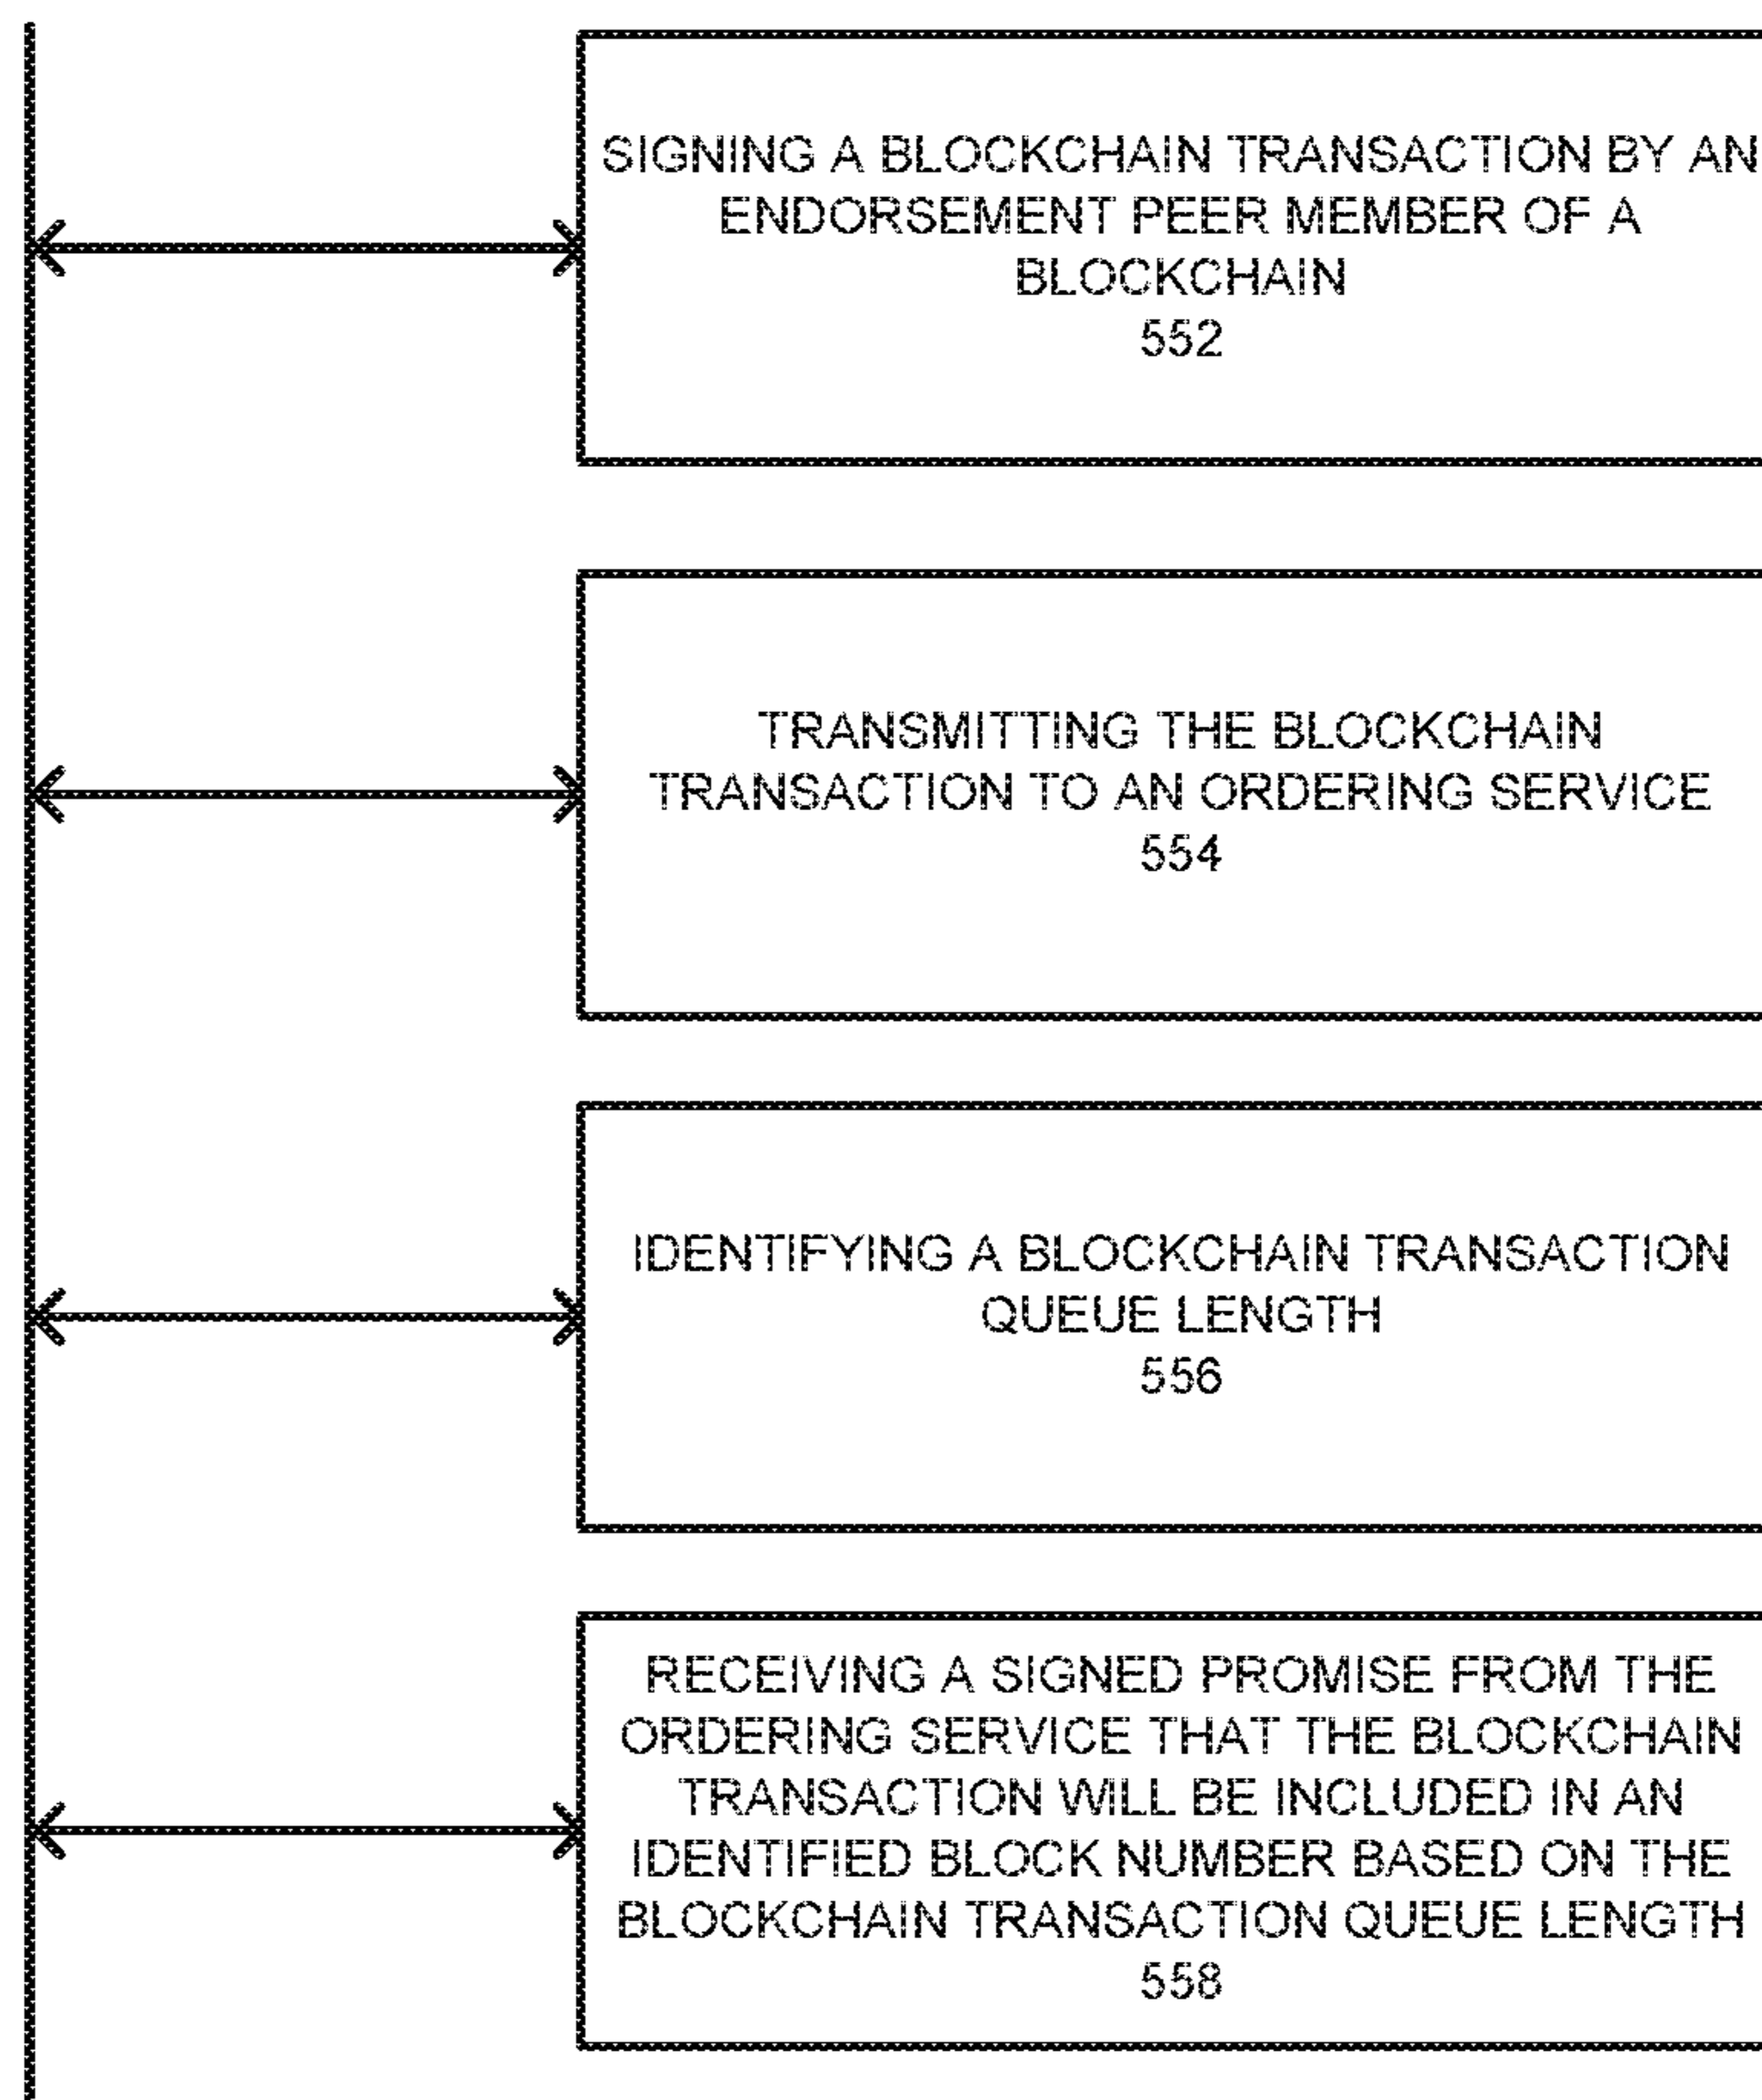 SIGNING A BLOCKCHAIN TRANSACTION BY AN
ENDORSEMENT PEER MEMBER OF A
BLOCKCHAIN
552
TRANSMITTING THE BLOCKCHAIN
TRANSACTION TO AN ORDERING SERVICE
554
IDENTIFYING A BLOCKCHAIN TRANSACTION
QUEUE LENGTH
556
RECEIVING A SIGNED PROMISE FROM THE
ORDERING SERVICE THAT THE BLOCKCHAIN
TRANSACTION WILL BE INCLUDED IN AN
IDENTIFIED BLOCK NUMBER BASED ON THE
BLOCKCHAIN TRANSACTION QUEUE LENGTH
558